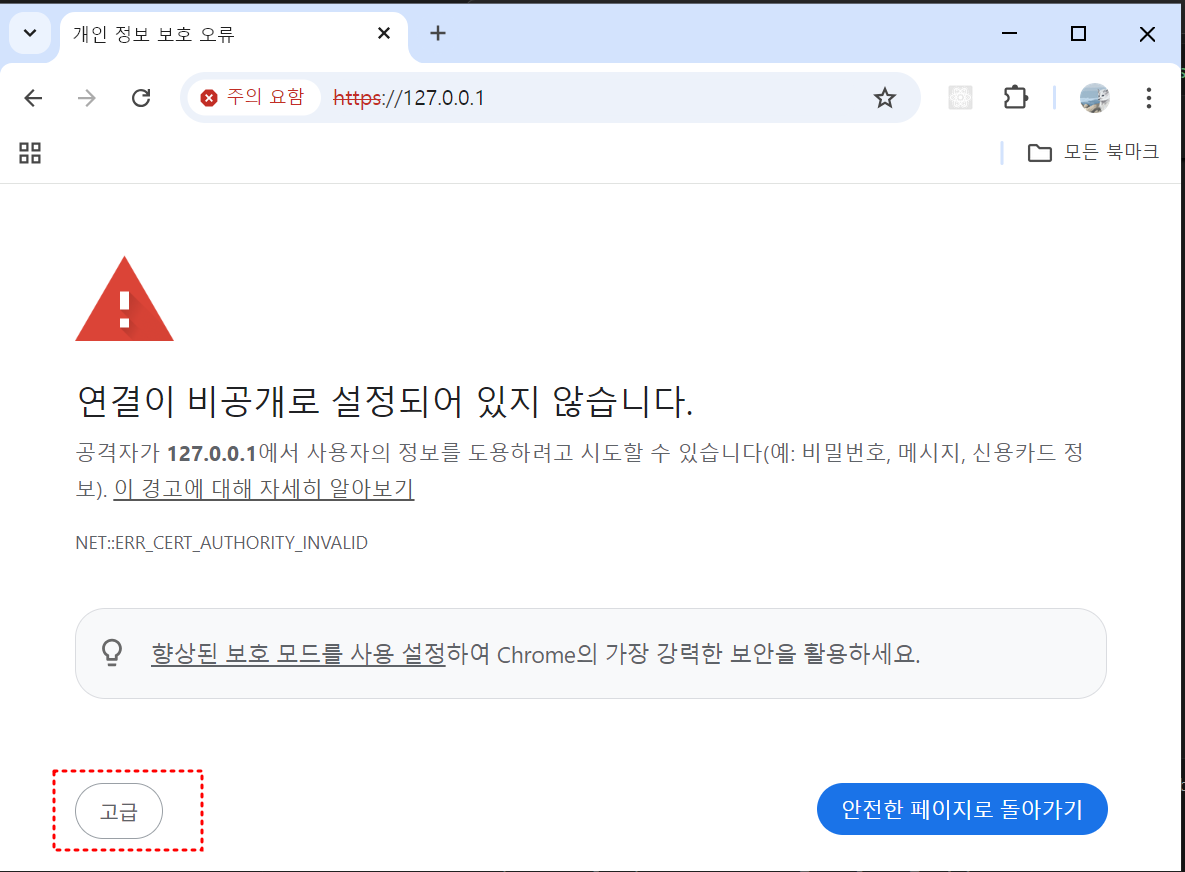 개인 정보 보호 오류
주의 요함 https://127.0.0.1
모든 북마크
연결이 비공개로 설정되어 있지 않습니다.
공격자가 127.0.0.1에서 사용자의 정보를 도용하려고 시도할 수 있습니다(예: 비밀번호, 메시지, 신용카드 정
보). 이 경고에 대해 자세히 알아보기
NET::ERR_CERT_AUTHORITY_INVALID
향상된 보호 모드를 사용 설정하여 Chrome의 가장 강력한 보안을 활용하세요.
고급
안전한 페이지로 돌아가기